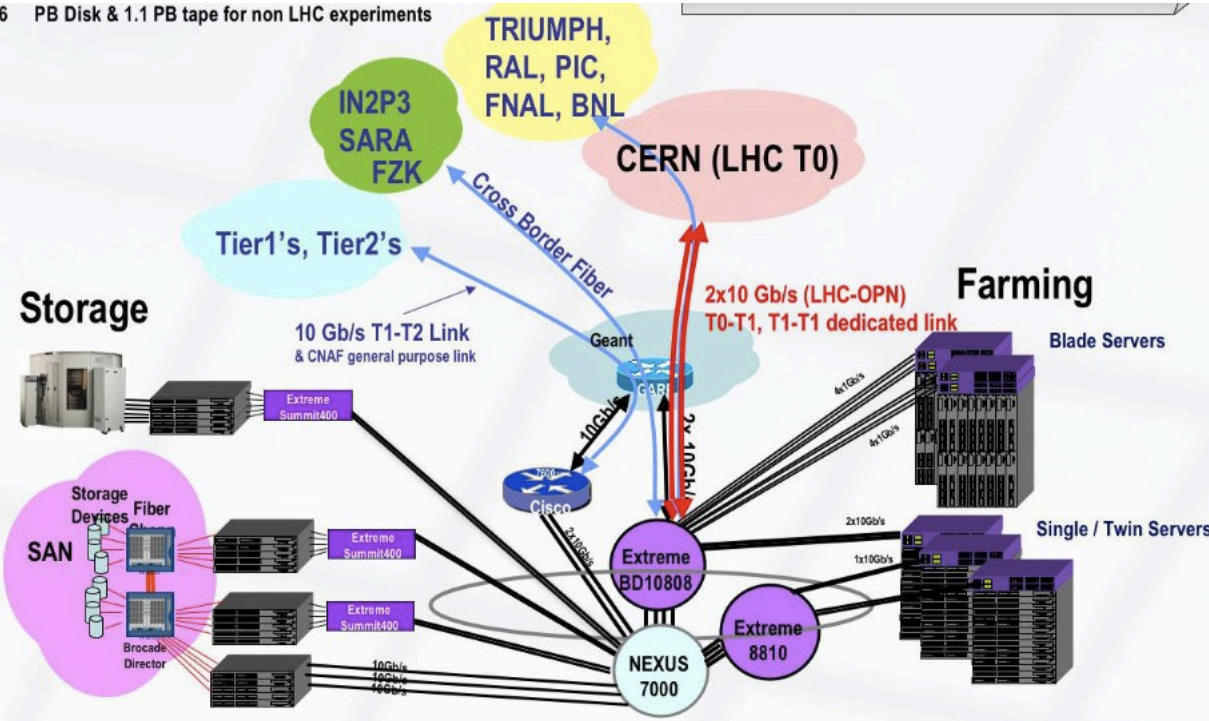 6 PB Disk & 1.1 PB tape for non LHC experiments
TRIUMPH,
RAL, PIC,
FNAL, BNL
IN2P3
SARA
FZK
CERN (LHC T0)
Cross Border Fiber
Tier1's, Tier2's
Storage
Farming
2x10 Gb/s (LHC-OPN)
T0-T1, T1-T1 dedicated link
10 Gb/s T1-T2 Link
& CNAF general purpose link
Geant
GARR
Blade Servers
4x1Gb/s
4x1Gb/s
Extreme
Summit400
10Gb/s
2x 10Gb/s
7600
Cisco
2x10Gb/s
Storage
Devices
Fiber
SAN
Extreme
Summit400
Extreme
BD10808
2x10Gb/s
Single / Twin Servers
1x10Gb/s
Extreme
Summit400
Brocade
Director
Extreme
8810
NEXUS
7000
10Gb/s
10Gb/s
10Gb/s